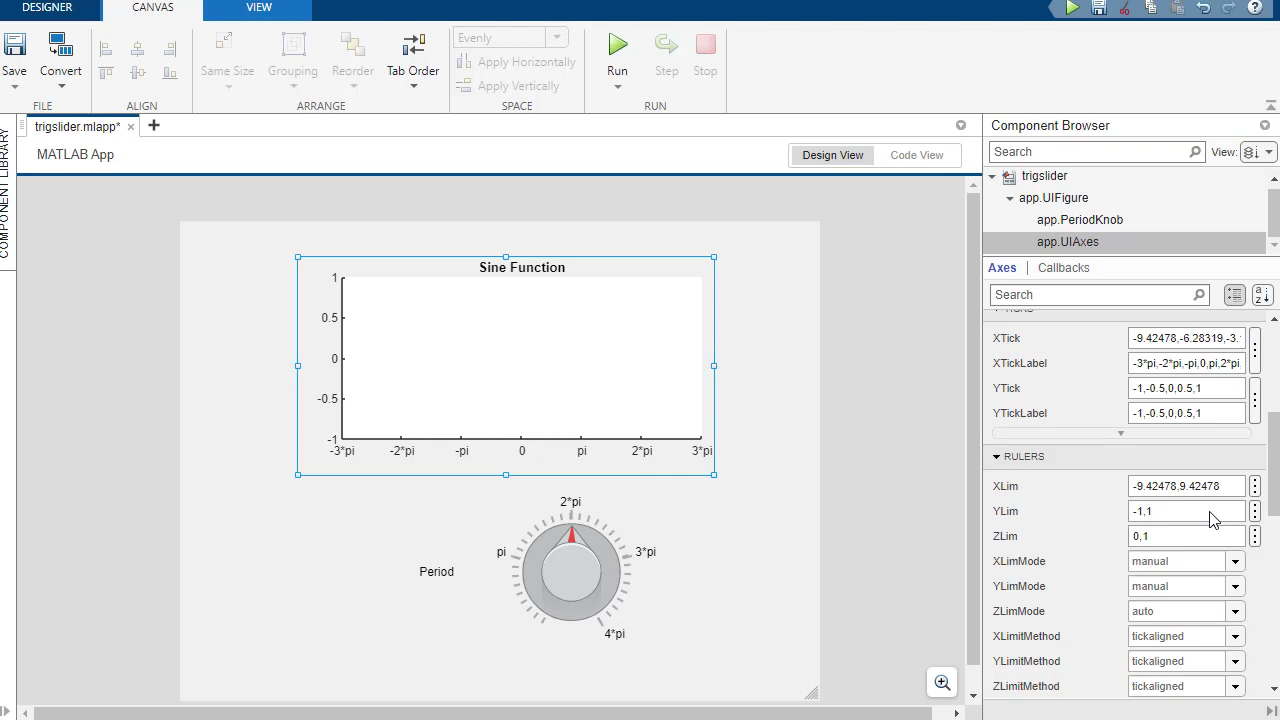 DESIGNER CANVAS VIEW
Save Convert Same Size Grouping Reorder Tab Order Evenly Apply Horizontally Apply Vertically Run Step Stop
FILE ALIGN ARRANGE SPACE RUN
trigslider.mlapp*
MATLAB App Design View Code View
COMPONENT LIBRARY
Sine Function
1
0.5
0
-0.5
-1
-3*pi -2*pi -pi 0 pi 2*pi 3*pi
2*pi
pi 3*pi
Period
4*pi
Component Browser
Search View:
trigslider
app.UIFigure
app.PeriodKnob
app.UIAxes
Axes Callbacks
Search
XTick -9.42478,-6.28319,-3.
XTickLabel -3*pi,-2*pi,-pi,0,pi,2*pi
YTick -1,-0.5,0,0.5,1
YTickLabel -1,-0.5,0,0.5,1
RULERS
XLim -9.42478,9.42478
YLim -1,1
ZLim 0,1
XLimMode manual
YLimMode manual
ZLimMode auto
XLimitMethod tickaligned
YLimitMethod tickaligned
ZLimitMethod tickaligned